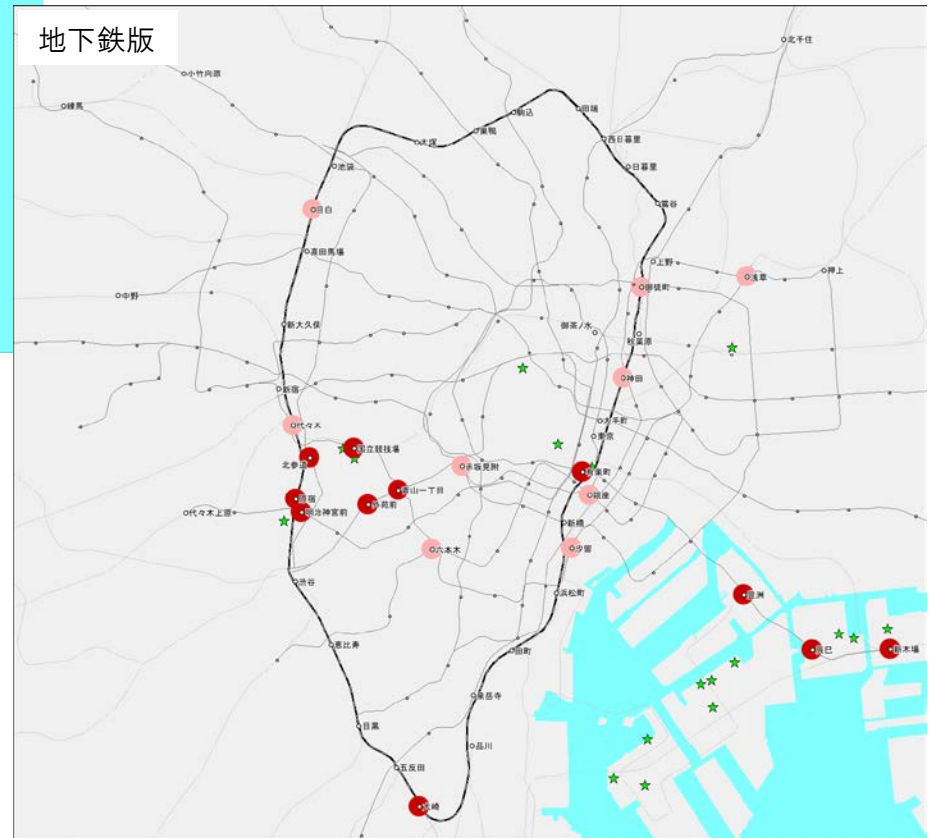 地下鉄版
北千住
小竹向原
練馬
駒込
田端
巣鴨
大塚
西日暮里
池袋
日暮里
鶯谷
目白
高田馬場
上野
押上
浅草
御徒町
中野
新大久保
御茶ノ水
秋葉原
神田
新宿
大手町
代々木
東京
国立競技場
北参道
赤坂見附
有楽町
青山一丁目
銀座
原宿
外苑前
代々木上原
明治神宮前
新橋
六本木
汐留
渋谷
浜松町
豊洲
恵比寿
田町
辰巳
新木場
泉岳寺
目黒
品川
五反田
大崎